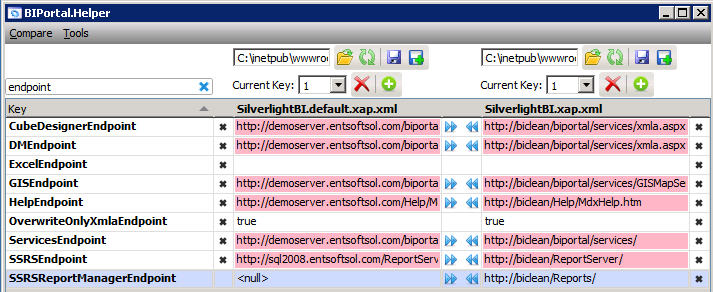 BIPortal.Helper
Compare Tools
C:\inetpub\wwwroo C:\inetpub\wwwroo
endpoint Current Key: 1 Current Key: 1
Key SilverlightBI.default.xap.xml SilverlightBI.xap.xml
CubeDesignerEndpoint http://demoserver.entsoftsol.com/biporta http://biclean/biportal/services/xmla.aspx
DMEndpoint http://demoserver.entsoftsol.com/biporta http://biclean/biportal/services/xmla.aspx
ExcelEndpoint
GISEndpoint http://demoserver.entsoftsol.com/biporta http://biclean/biportal/services/GISMapSe
HelpEndpoint http://demoserver.entsoftsol.com/Help/M http://biclean/Help/MdxHelp.htm
OverwriteOnlyXmlaEndpoint true true
ServicesEndpoint http://demoserver.entsoftsol.com/biporta http://biclean/biportal/services/
SSRSEndpoint http://sql2008.entsoftsol.com/ReportServ http://biclean/ReportServer/
SSRSReportManagerEndpoint <null> http://biclean/Reports/